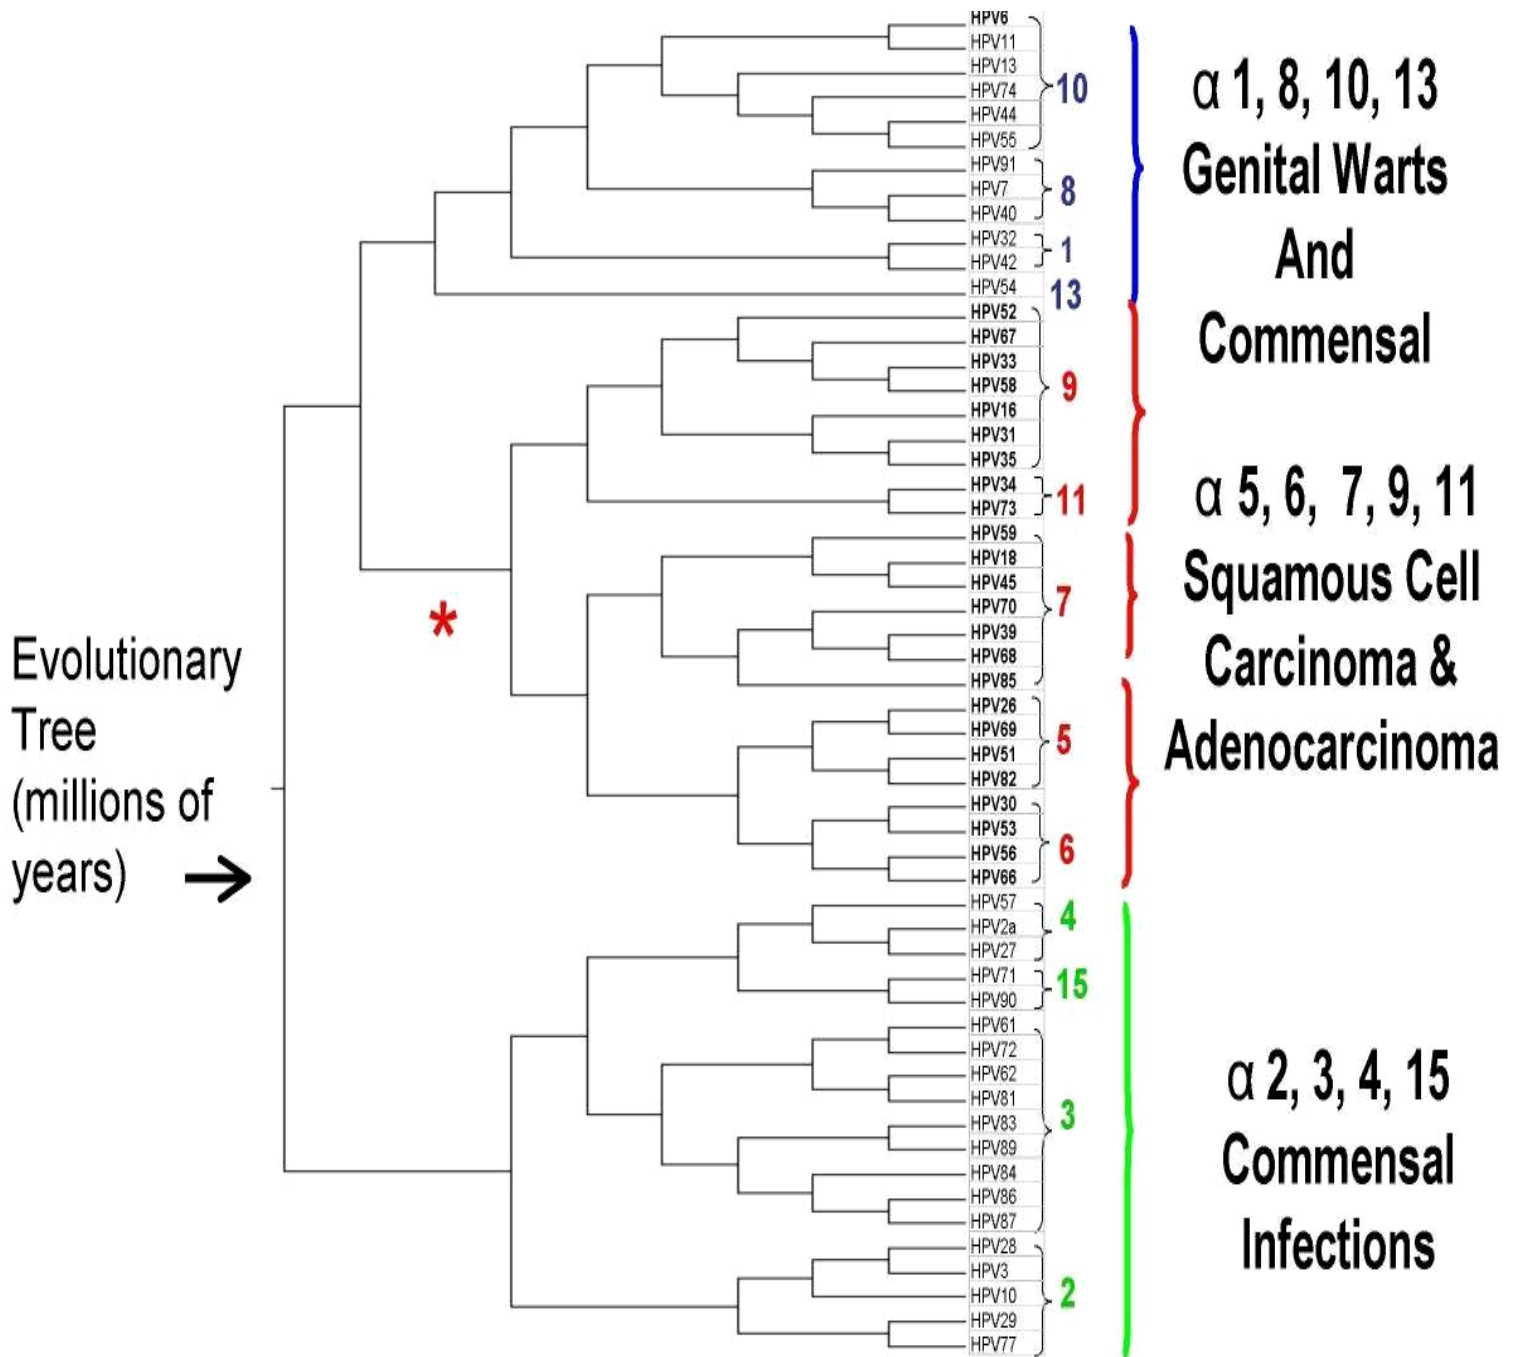 Evolutionary
Tree
(millions of
years)
*
HPV6
HPV11
HPV13
HPV74
HPV44
HPV55
10
HPV91
HPV7
HPV40
8
HPV32
HPV42
1
HPV54
13
HPV52
HPV67
HPV33
HPV58
HPV16
HPV31
HPV35
9
HPV34
HPV73
11
HPV59
HPV18
HPV45
HPV70
HPV39
HPV68
HPV85
7
HPV26
HPV69
HPV51
HPV82
5
HPV30
HPV53
HPV56
HPV66
6
HPV57
HPV2a
HPV27
4
HPV71
HPV90
15
HPV61
HPV72
HPV62
HPV81
HPV83
HPV89
HPV84
HPV86
HPV87
3
HPV28
HPV3
HPV10
HPV29
HPV77
2
α 1, 8, 10, 13
Genital Warts
And
Commensal
α 5, 6, 7, 9, 11
Squamous Cell
Carcinoma &
Adenocarcinoma
α 2, 3, 4, 15
Commensal
Infections